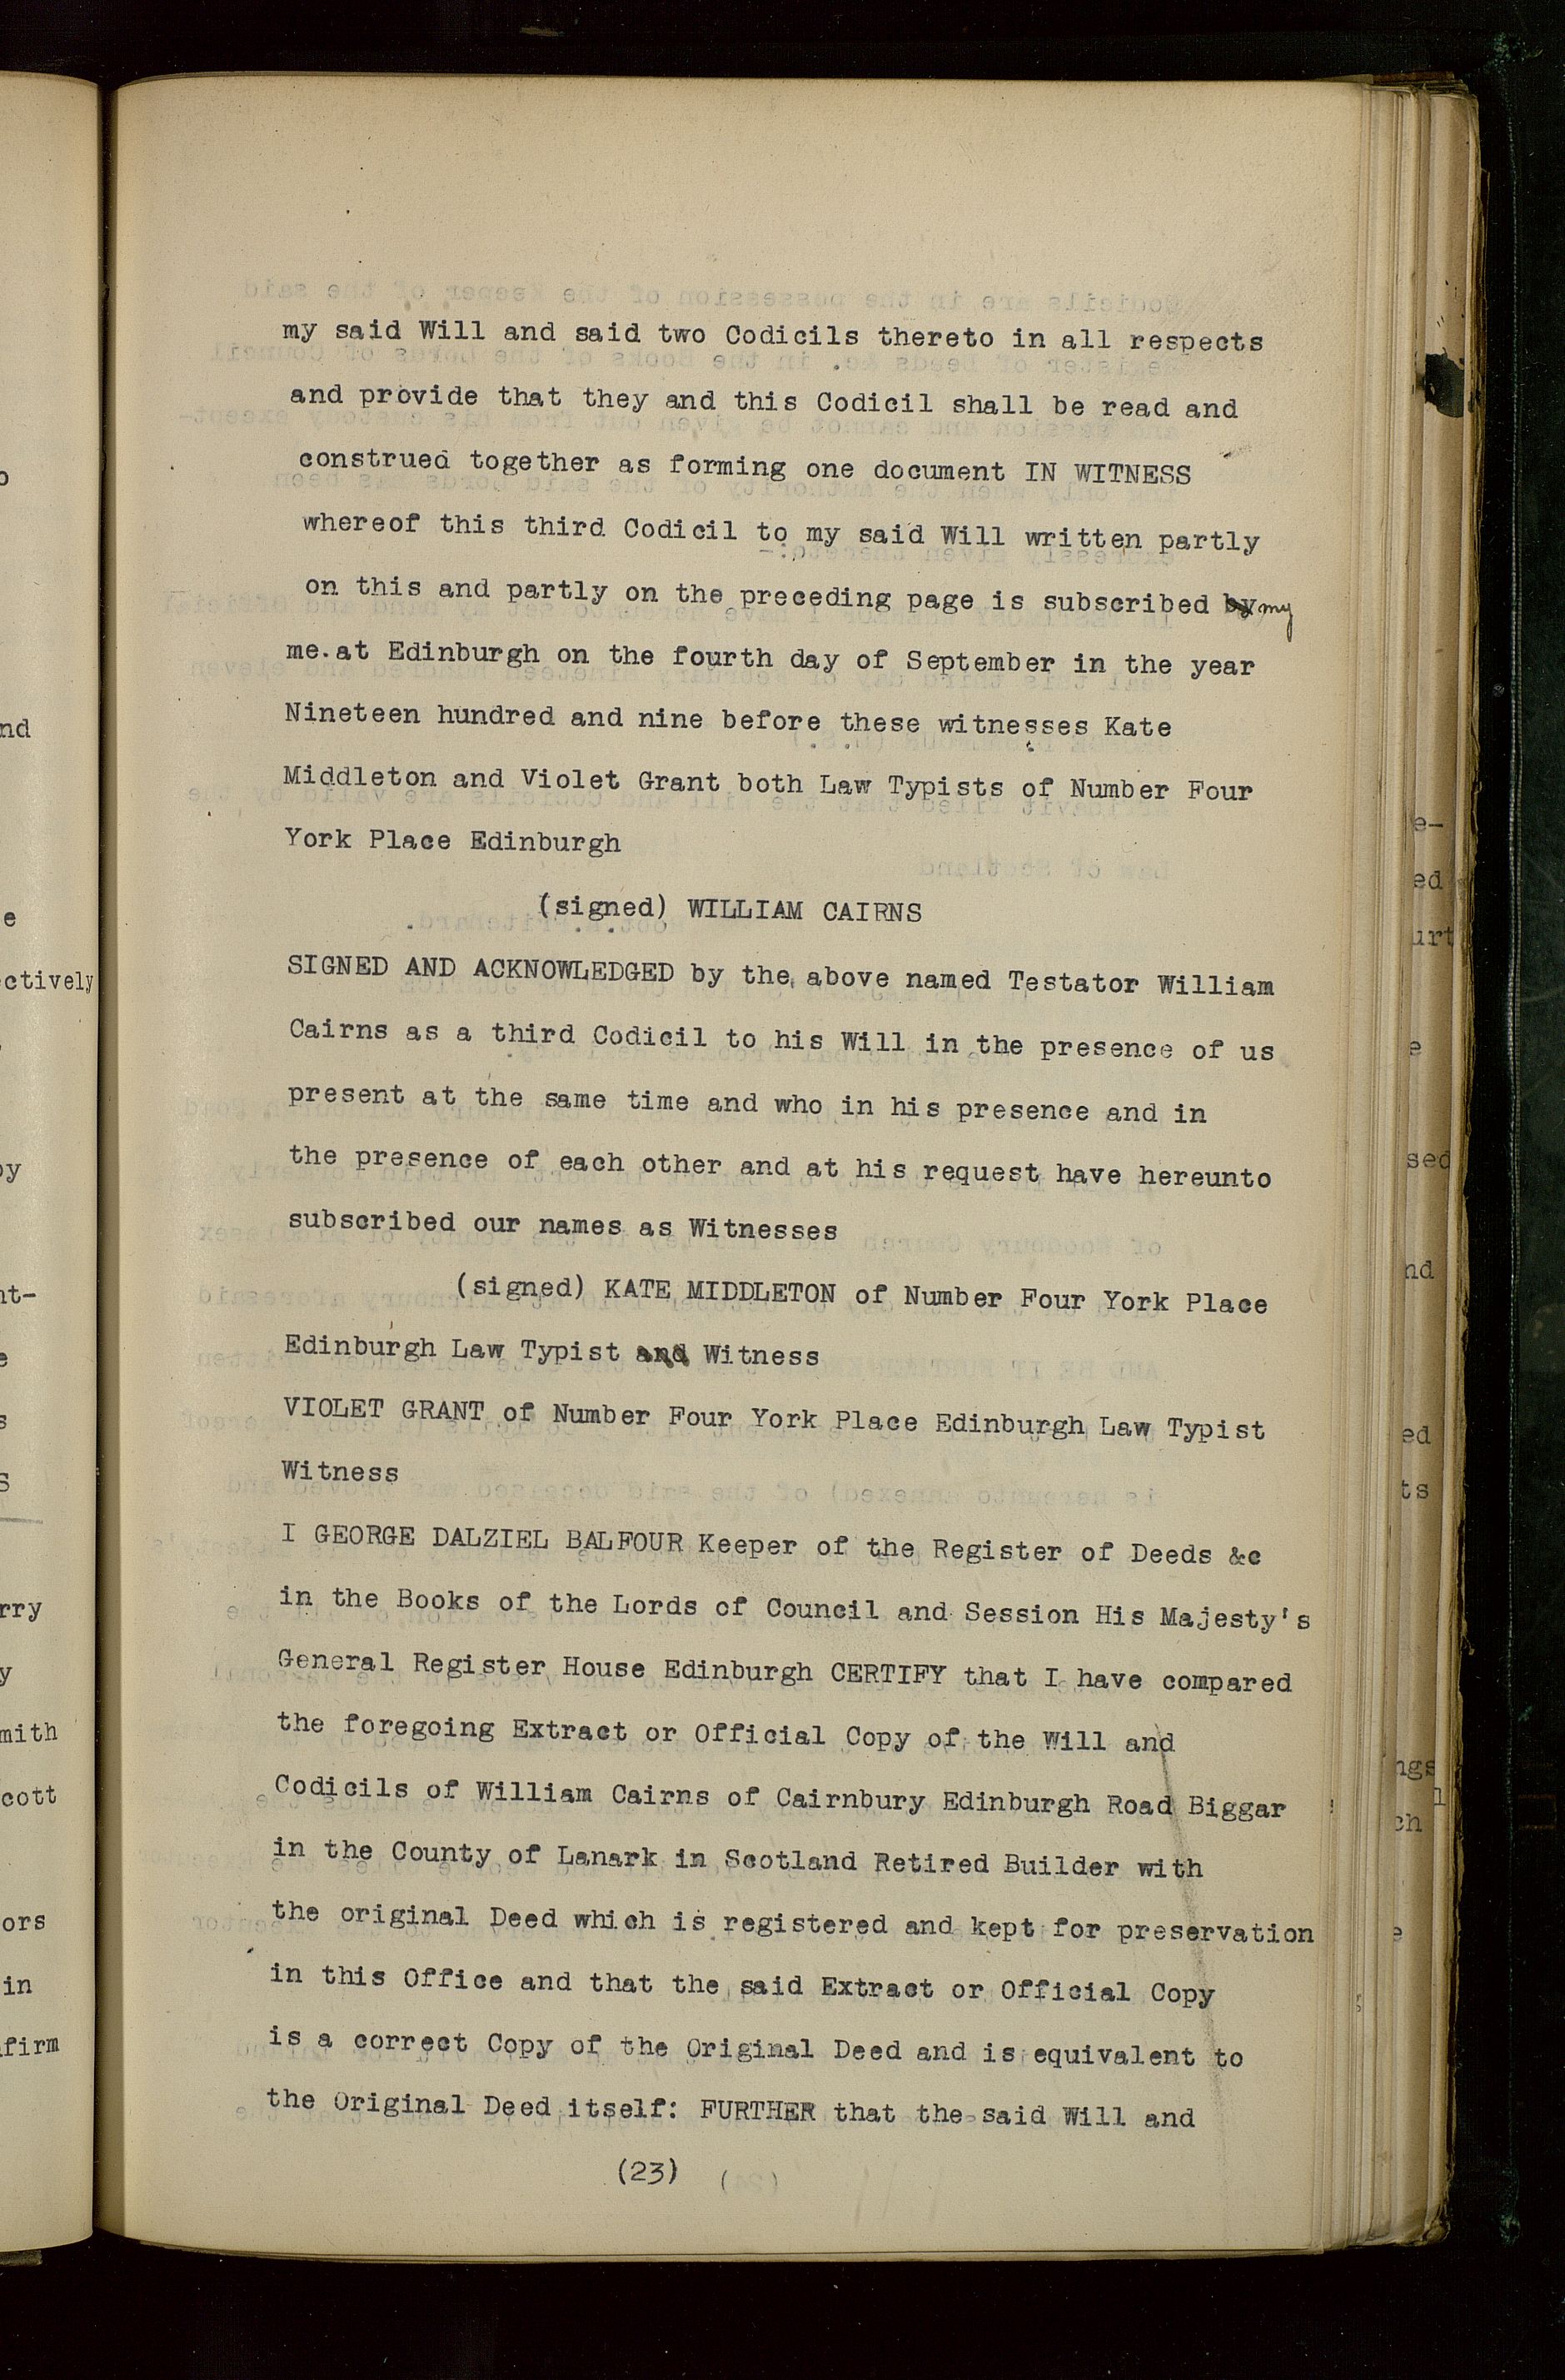 my said Will and said two Codicils thereto in all respects
and provide that they and this Codicil shall be read and
construed together as forming one document IN WITNESS
whereof this third Codicil to my said Will written partly
on this and partly on the preceding page is subscribed by my
me.at Edinburgh on the fourth day of September in the year
Nineteen hundred and nine before these witnesses Kate
Middleton and Violet Grant both Law Typists of Number Four
York Place Edinburgh
(signed) WILLIAM CAIRNS
SIGNED AND ACKNOWLEDGED by the above named Testator William
Cairns as a third Codicil to his Will in the presence of us
present at the same time and who in his presence and in
the presence of each other and at his request have hereunto
subscribed our names as Witnesses
(signed) KATE MIDDLETON of Number Four York Place
Edinburgh Law Typist and Witness
VIOLET GRANT of Number Four York Place Edinburgh Law Typist
Witness
I GEORGE DALZIEL BALFOUR Keeper of the Register of Deeds &c
in the Books of the Lords of Council and Session His Majesty's
General Register House Edinburgh CERTIFY that I have compared
the foregoing Extract or Official Copy of the Will and
Codicils of William Cairns of Cairnbury Edinburgh Road Biggar
in the County of Lanark in Scotland Retired Builder with
the original Deed which is registered and kept for preservation
in this Office and that the said Extract or Official Copy
is a correct Copy of the Original Deed and is equivalent to
the Original Deed itself: FURTHER that the said Will and
(23)